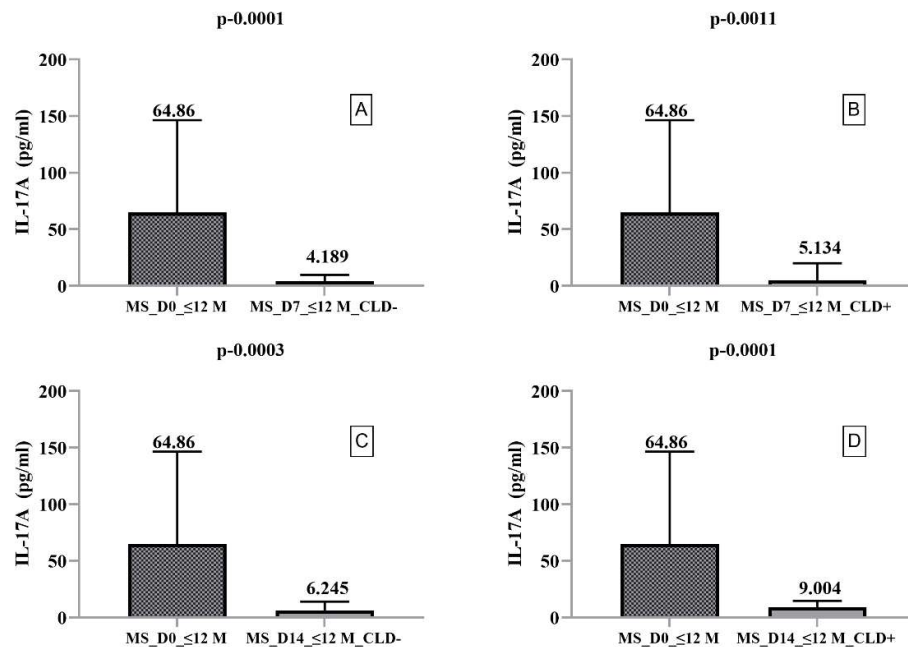 p-0.0001
200
150
100
50
0
IL-17A (pg/ml)
64.86
4.189
A
MS_D0_≤12 M
MS_D7_≤12 M_CLD-
p-0.0011
200
150
100
50
0
IL-17A (pg/ml)
64.86
5.134
B
MS_D0_≤12 M
MS_D7_≤12 M_CLD+
p-0.0003
200
150
100
50
0
IL-17A (pg/ml)
64.86
6.245
C
MS_D0_≤12 M
MS_D14_≤12 M_CLD-
p-0.0001
200
150
100
50
0
IL-17A (pg/ml)
64.86
9.004
D
MS_D0_≤12 M
MS_D14_≤12 M_CLD+